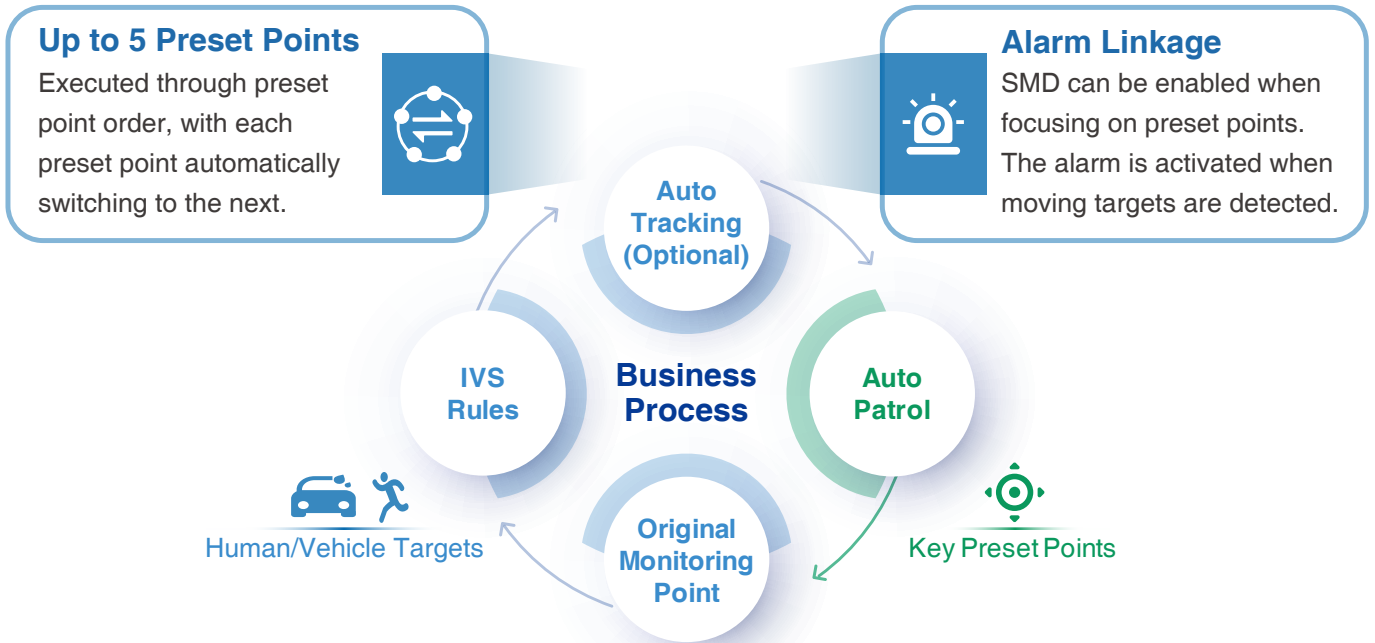 Up to 5 Preset Points
Executed through preset
point order, with each
preset point automatically
switching to the next.
Alarm Linkage
SMD can be enabled when
focusing on preset points.
The alarm is activated when
moving targets are detected.
Auto
Tracking
(Optional)
IVS
Rules
Business
Process
Auto
Patrol
Human/Vehicle Targets
Original
Monitoring
Point
Key Preset Points